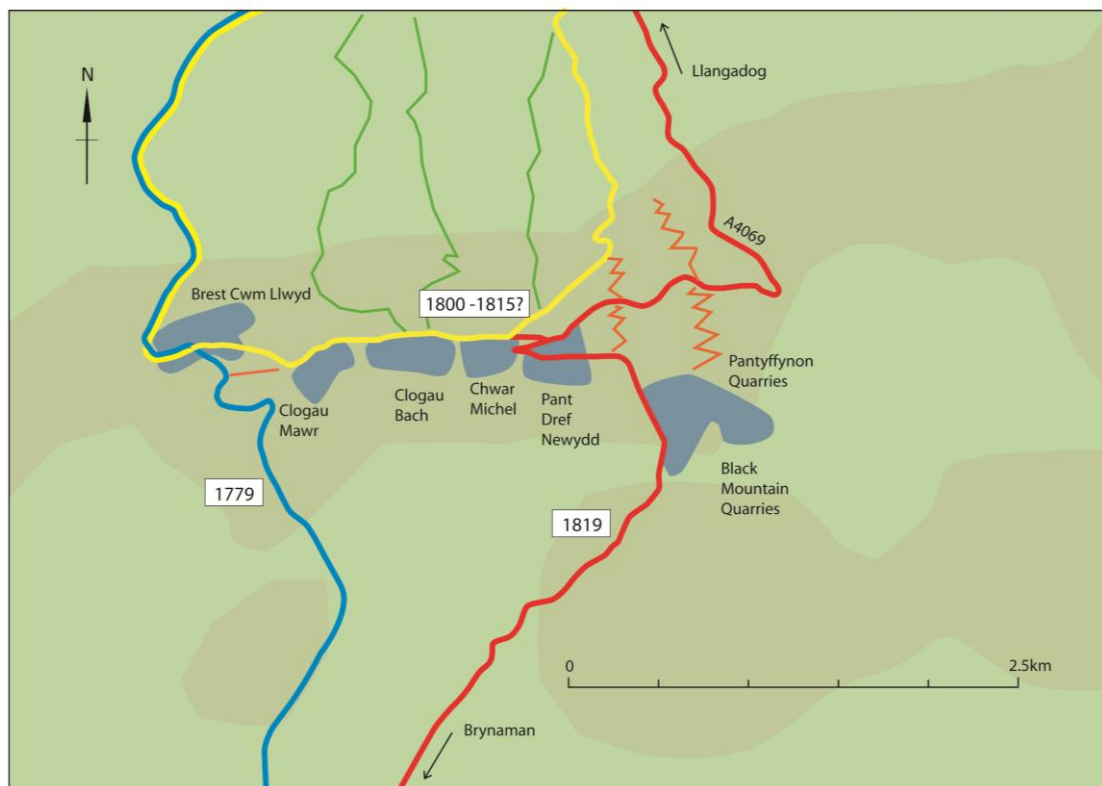 Llangadog
N
A4069
Brest Cwm Llwyd
1800 -1815?
Clogau
Mawr
Clogau
Bach
Chwar
Michel
Pant
Dref
Newydd
Pantyffynon
Quarries
Black
Mountain
Quarries
1779
1819
0
2.5km
Brynaman